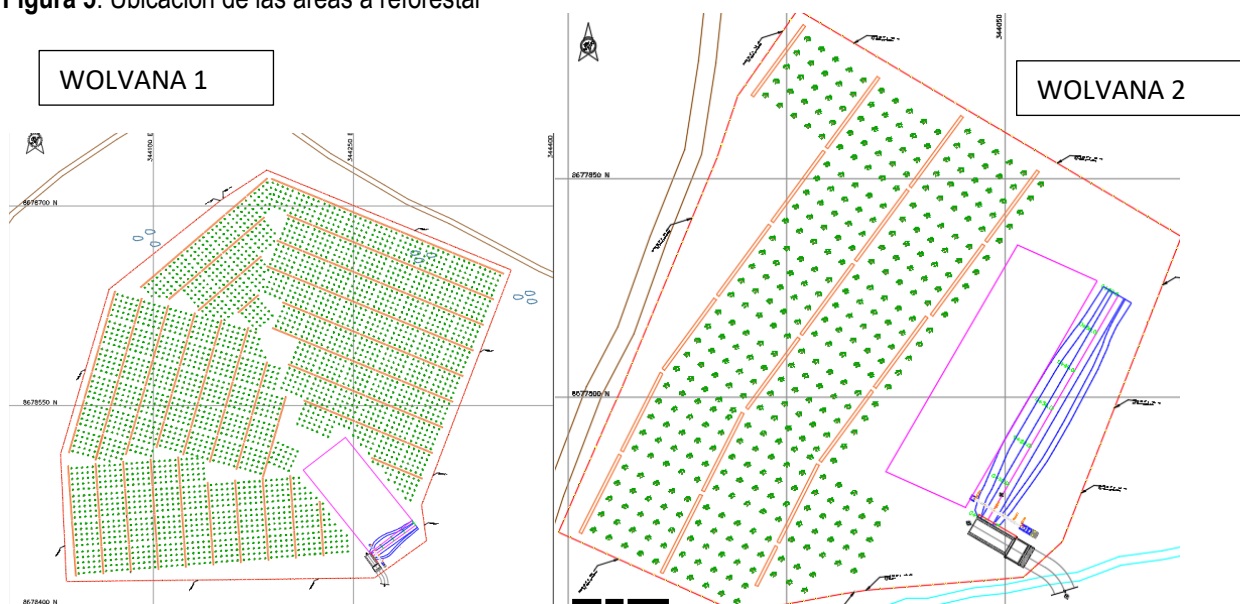 Figura 5. Ubicación de las áreas a reforestar
WOLVANA 1
WOLVANA 2
344100 E
344250 E
344400
8678700 N
8678550 N
8678400 N
344050
8677850 N
8677800 N